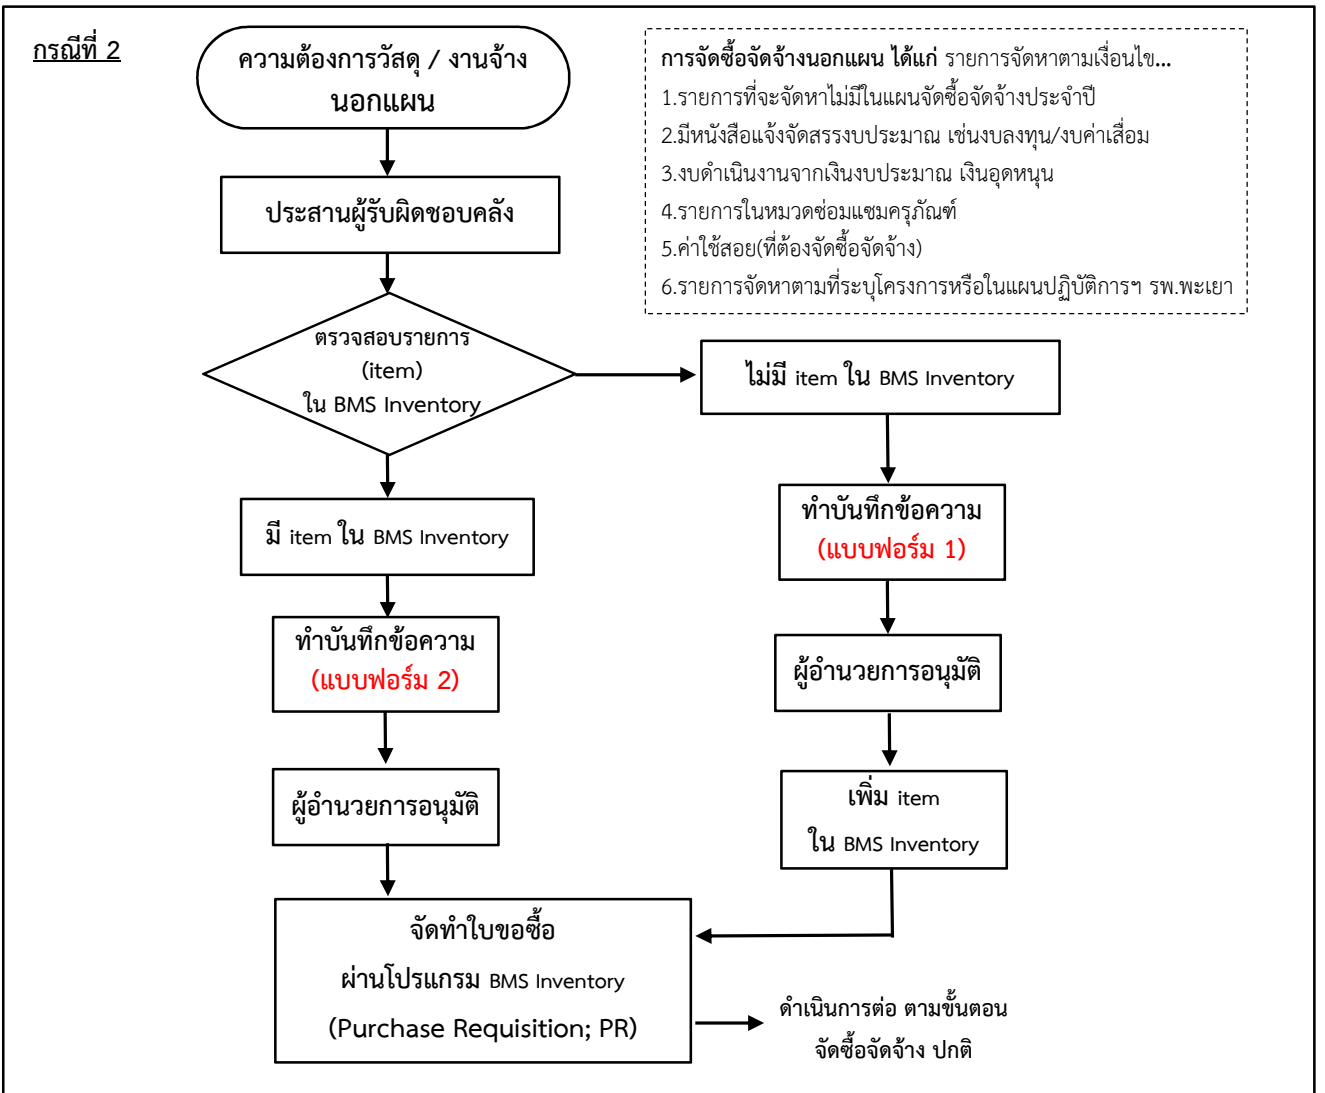 กรณีที่ 2
ความต้องการวัสดุ / งานจ้าง
นอกแผน
การจัดซื้อจัดจ้างนอกแผน ได้แก่ รายการจัดหาตามเงื่อนไข...
1.รายการที่จะจัดหาไม่มีในแผนจัดซื้อจัดจ้างประจำปี
2.มีหนังสือแจ้งจัดสรรงบประมาณ เช่นงบลงทุน/งบค่าเสื่อม
3.งบดำเนินงานจากเงินงบประมาณ เงินอุดหนุน
4.รายการในหมวดซ่อมแซมครุภัณฑ์
5.ค่าใช้สอย(ที่ต้องจัดซื้อจัดจ้าง)
6.รายการจัดหาตามที่ระบุโครงการหรือในแผนปฏิบัติการฯ รพ.พะเยา
ประสานผู้รับผิดชอบคลัง
ตรวจสอบรายการ
(item)
ใน BMS Inventory
ไม่มี item ใน BMS Inventory
มี item ใน BMS Inventory
ทำบันทึกข้อความ
(แบบฟอร์ม 1)
ทำบันทึกข้อความ
(แบบฟอร์ม 2)
ผู้อำนวยการอนุมัติ
ผู้อำนวยการอนุมัติ
เพิ่ม item
ใน BMS Inventory
จัดทำใบขอซื้อ
ผ่านโปรแกรม BMS Inventory
(Purchase Requisition; PR)
ดำเนินการต่อ ตามขั้นตอน
จัดซื้อจัดจ้าง ปกติ